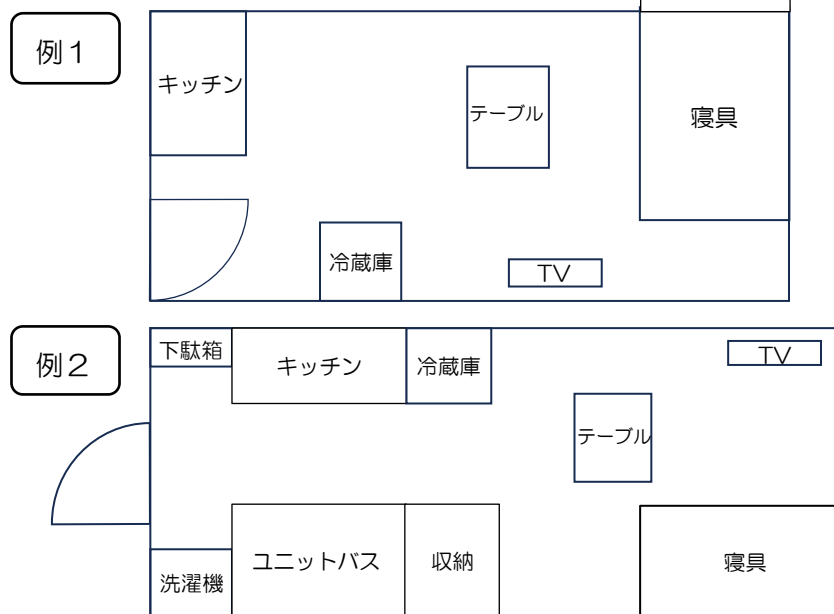 例１
キッチン
テーブル
寝具
冷蔵庫
TV
例２
下駄箱
キッチン
冷蔵庫
TV
テーブル
洗濯機
ユニットバス
収納
寝具